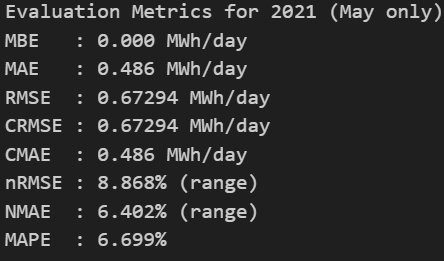 Evaluation Metrics for 2021 (May only)
MBE : 0.000 MWh/day
MAE : 0.486 MWh/day
RMSE : 0.67294 MWh/day
CRMSE : 0.67294 MWh/day
CMAE : 0.486 MWh/day
nRMSE : 8.868% (range)
NMAE : 6.402% (range)
MAPE : 6.699%